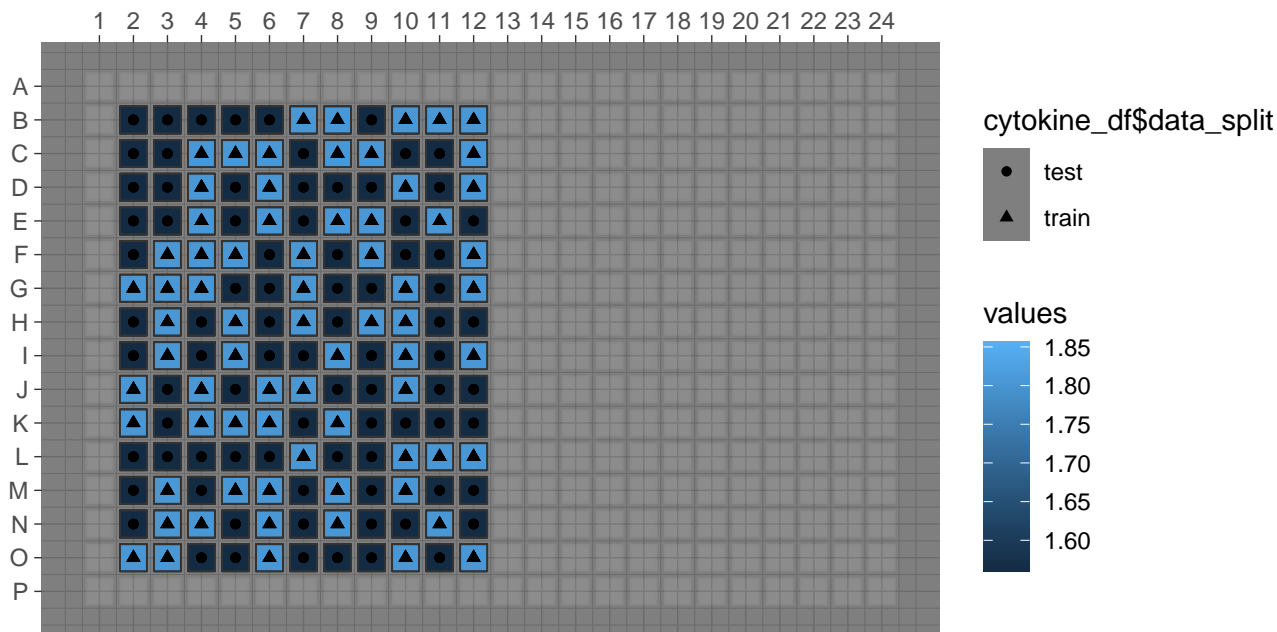 1 2 3 4 5 6 7 8 9 10 11 12 13 14 15 16 17 18 19 20 21 22 23 24
A
B
C
D
E
F
G
H
I
J
K
L
M
N
O
P
cytokine_df$data_split
test
train
values
1.85
1.80
1.75
1.70
1.65
1.60